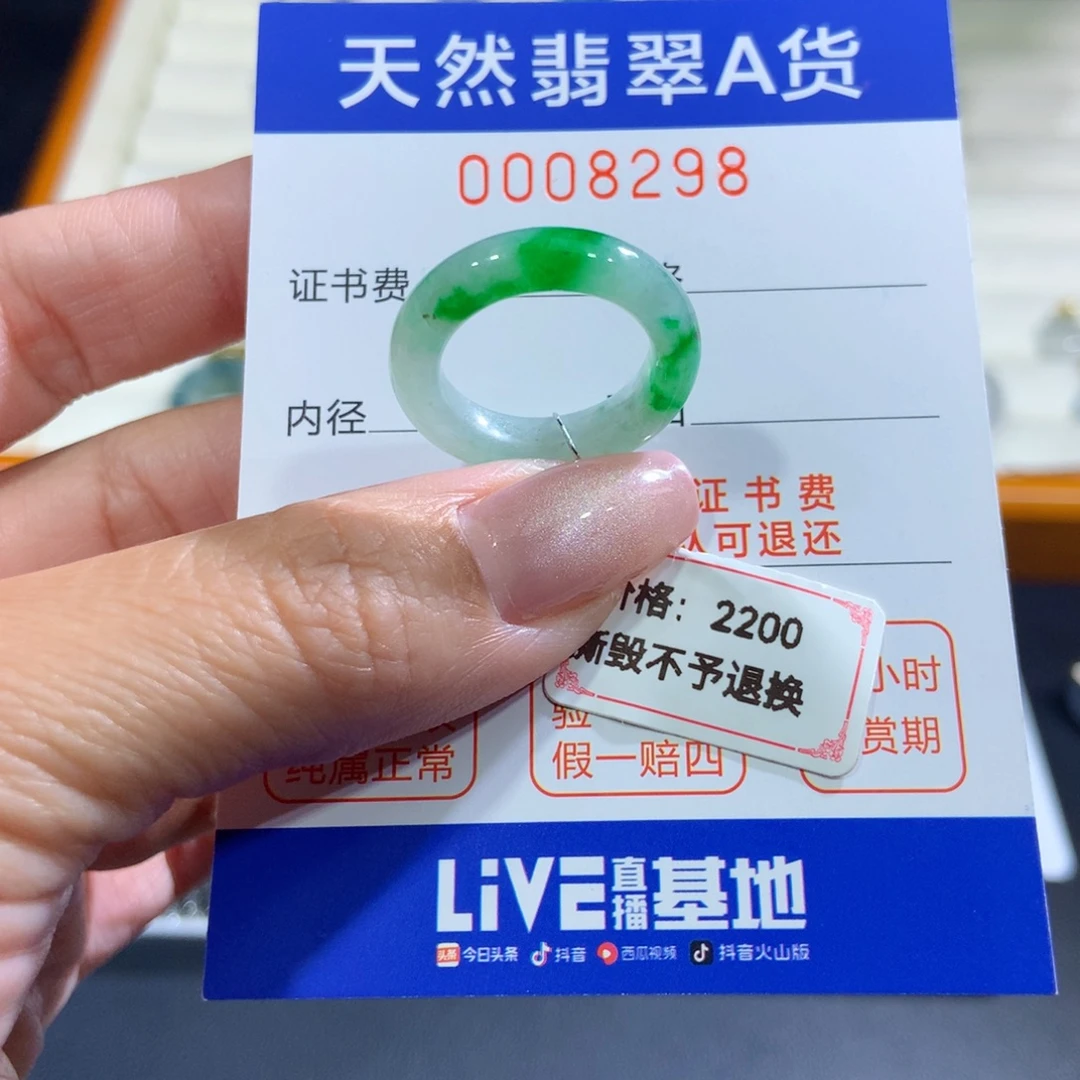 天然翡翠A货
0008298
证书费
内径
证书费
可退还
格：2200
毁不予退换
小时
验
赏期
纯属正常
假一赔四
LiVE直播基地
头条 今日头条 抖音 西瓜视频 抖音火山版